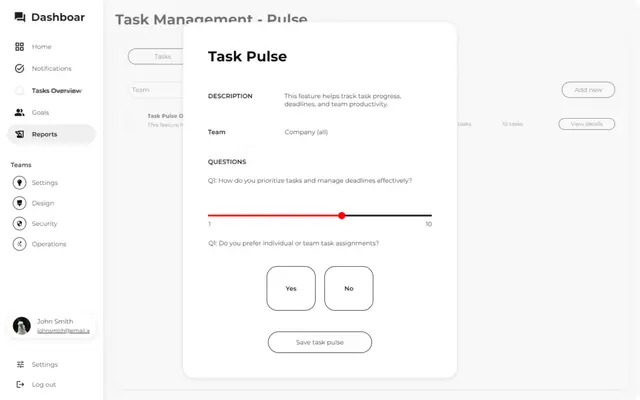 Dashboar
Home
Notifications
Tasks Overview
Goals
Reports
Teams
Settings
Design
Security
Operations
John Smith
johnsmith@email.a
Settings
Log out
Task Management - Pulse
Tasks
Team
Add new
Task Pulse O
This feature h
tasks
10 tasks
View details
Task Pulse
DESCRIPTION
This feature helps track task progress,
deadlines, and team productivity.
Team
Company (all)
QUESTIONS
Q1: How do you prioritize tasks and manage deadlines effectively?
1
10
Q1: Do you prefer individual or team task assignments?
Yes
No
Save task pulse